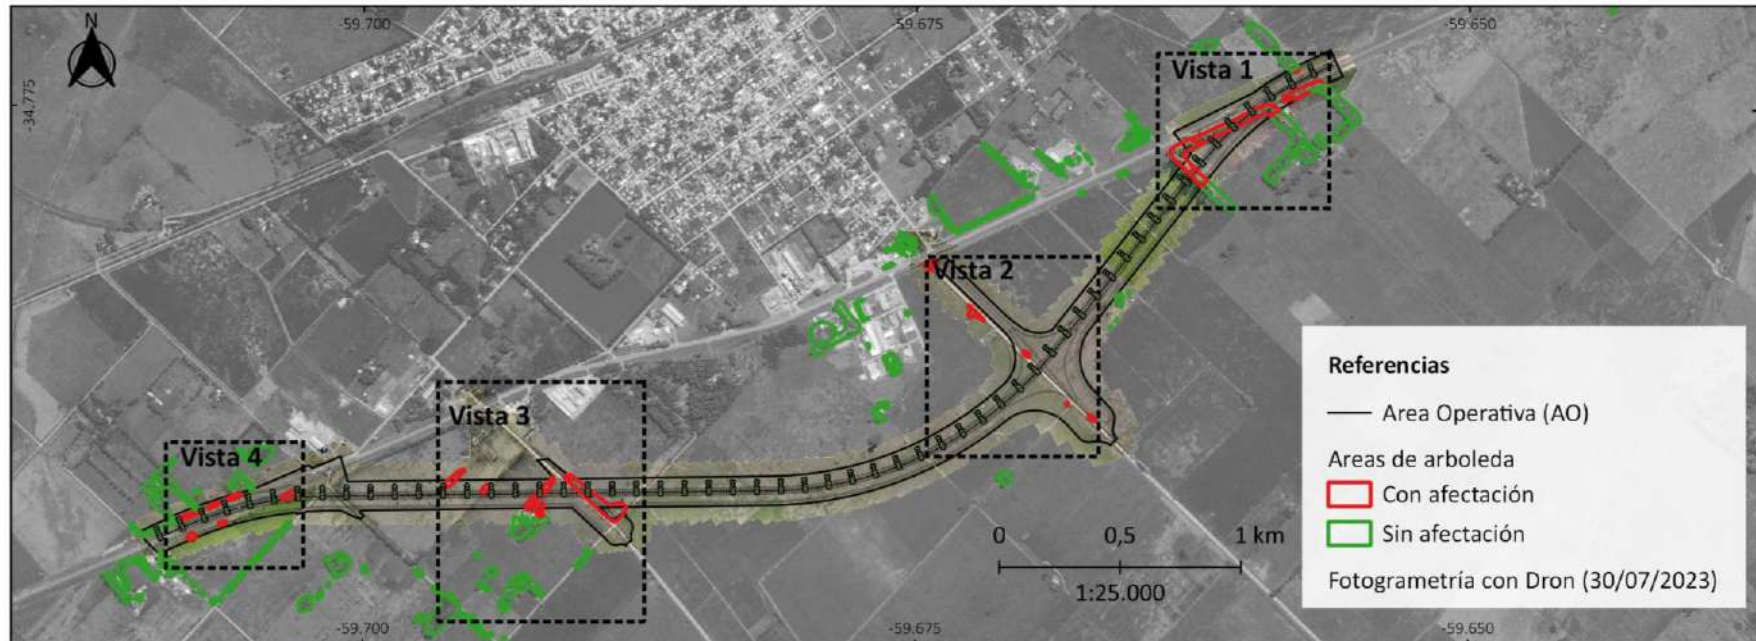 N
-59.700
-59.675
-59.650
-34.775
Vista 1
Vista 2
Vista 3
Vista 4
Referencias
Area Operativa (AO)
Areas de arboleda
Con afectación
Sin afectación
Fotogrametría con Dron (30/07/2023)
0 0,5 1 km
1:25.000
-59.700
-59.675
-59.650